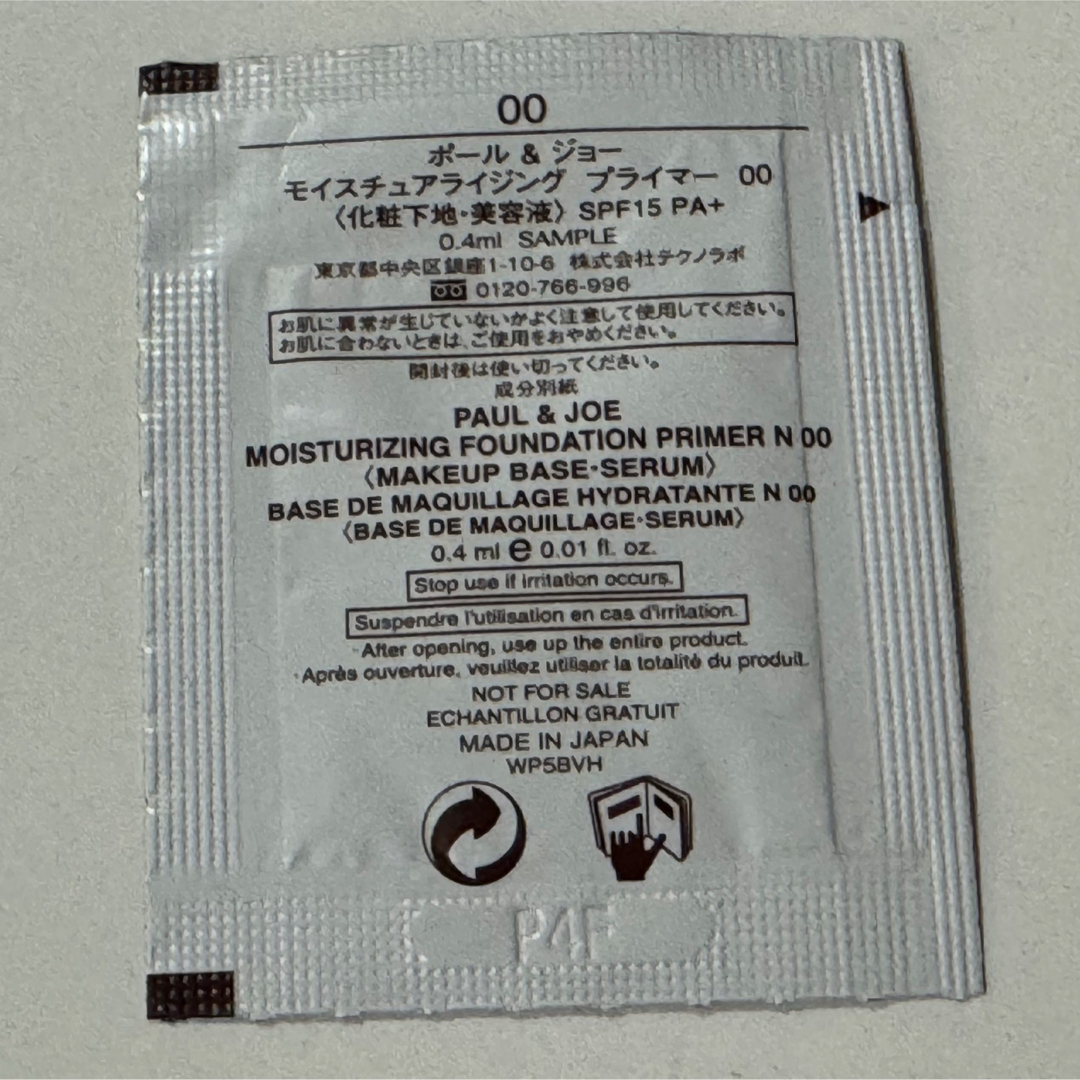 00
ポール & ジョー
モイスチュアライジング プライマー 00
〈化粧下地・美容液〉 SPF15 PA+
0.4ml SAMPLE
東京都中央区銀座1-10-6 株式会社テクノラボ
0120-766-996
お肌に異常が生じていないかよく注意して使用してください。
お肌に合わないときは、ご使用をおやめください。
開封後は使い切ってください。
成分別紙
PAUL & JOE
MOISTURIZING FOUNDATION PRIMER N 00
〈MAKEUP BASE・SERUM〉
BASE DE MAQUILLAGE HYDRATANTE N 00
〈BASE DE MAQUILLAGE・SERUM〉
0.4 ml e 0.01 fl. oz.
Stop use if irritation occurs.
Suspendre l'utilisation en cas d'irritation.
・After opening, use up the entire product.
・Après ouverture, veuillez utiliser la totalité du produit.
NOT FOR SALE
ECHANTILLON GRATUIT
MADE IN JAPAN
WP5BVH
P4F